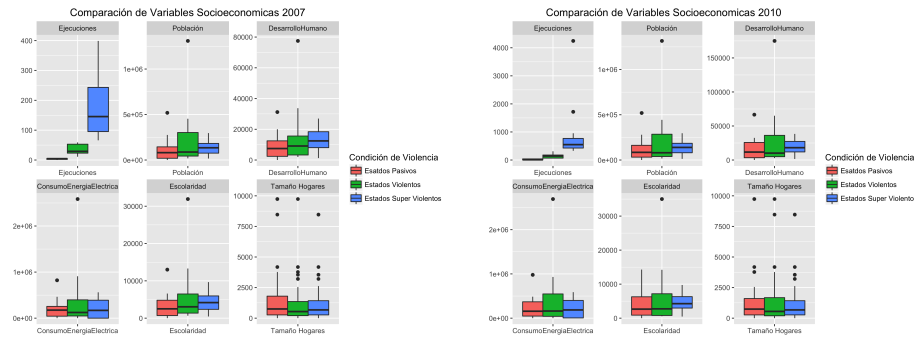 Comparación de Variables Socioeconomicas 2007
Ejecuciones
Población
DesarrolloHumano
400
300
200
100
0
1e+06
5e+05
0e+00
80000
60000
40000
20000
0
Ejecuciones
Población
DesarrolloHumano
ConsumoEnergiaElectrica
Escolaridad
Tamaño Hogares
2e+06
1e+06
0e+00
30000
20000
10000
0
10000
7500
5000
2500
0
ConsumoEnergiaElectrica
Escolaridad
Tamaño Hogares
Condición de Violencia
Esatdos Pasivos
Estados Violentos
Estados Super Violentos
Comparación de Variables Socioeconomicas 2010
Ejecuciones
Población
DesarrolloHumano
4000
3000
2000
1000
0
1e+06
5e+05
0e+00
150000
100000
50000
0
Ejecuciones
Población
DesarrolloHumano
ConsumoEnergiaElectrica
Escolaridad
Tamaño Hogares
2e+06
1e+06
0e+00
30000
20000
10000
0
10000
7500
5000
2500
0
ConsumoEnergiaElectrica
Escolaridad
Tamaño Hogares
Condición de Violencia
Esatdos Pasivos
Estados Violentos
Estados Super Violentos